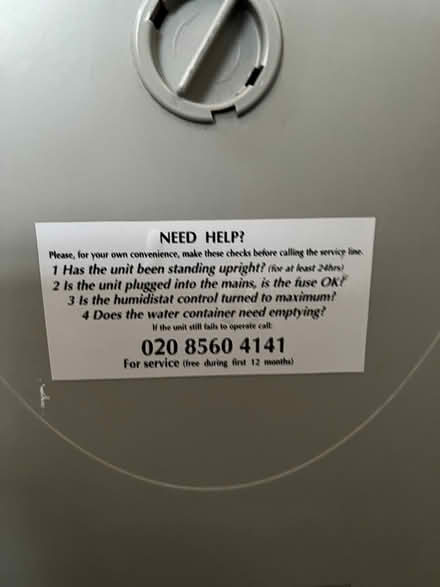 NEED HELP?
Please, for your own convenience, make these checks before calling the service line.
1 Has the unit been standing upright? (for at least 24hrs)
2 Is the unit plugged into the mains, is the fuse OK?
3 Is the humidistat control turned to maximum?
4 Does the water container need emptying?
If the unit still fails to operate call:
020 8560 4141
For service (free during first 12 months)